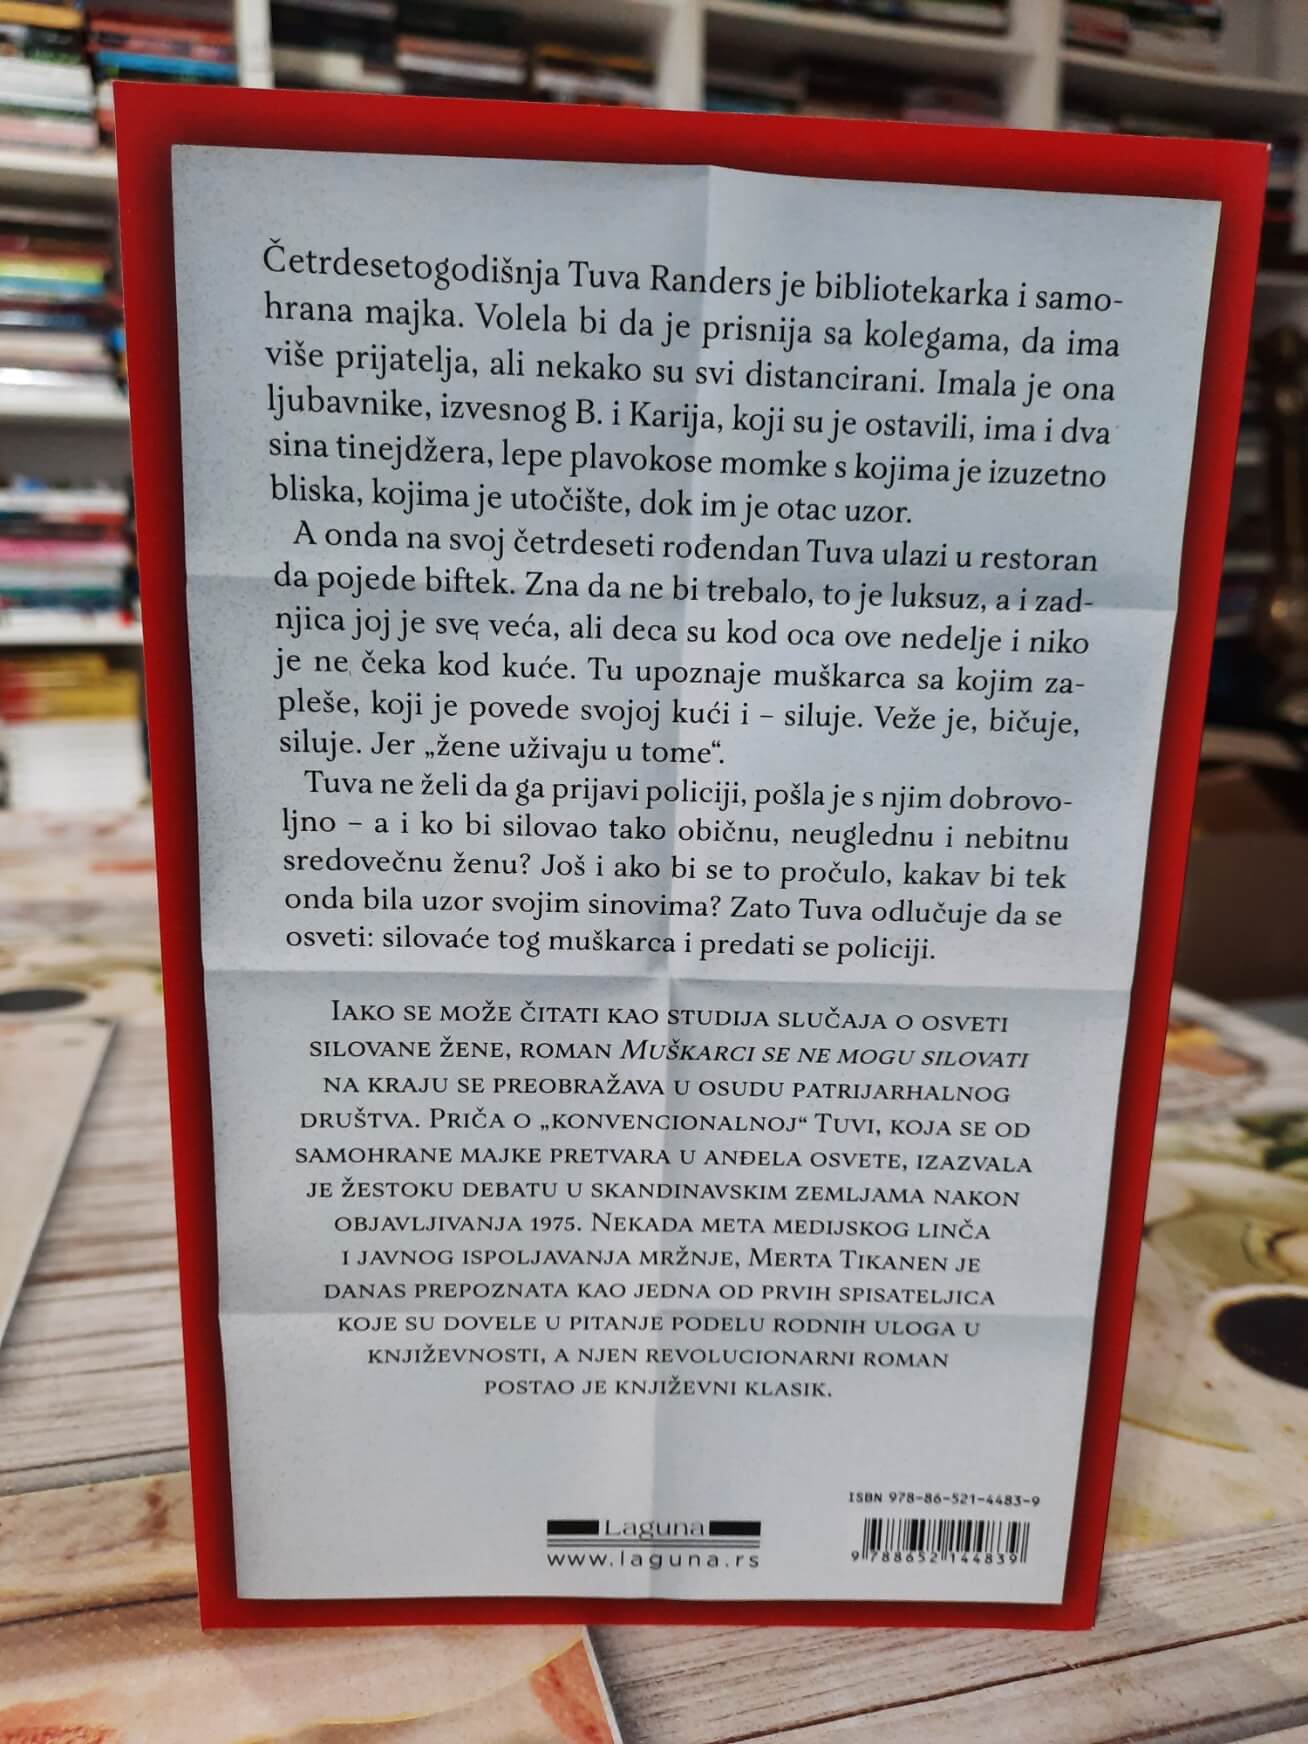 Četrdesetogodišnja Tuva Randers je bibliotekarka i samo-
hrana majka. Volela bi da je prisnija sa kolegama, da ima
više prijatelja, ali nekako su svi distancirani. Imala je ona
ljubavnike, izvesnog B. i Karija, koji su je ostavili, ima i dva
sina tinejdžera, lepe plavokose momke s kojima je izuzetno
bliska, kojima je utočište, dok im je otac uzor.
A onda na svoj četrdeseti rođendan Tuva ulazi u restoran
da pojede biftek. Zna da ne bi trebalo, to je luksuz, a i zad-
njica joj je sve veća, ali deca su kod oca ove nedelje i niko
je ne čeka kod kuće. Tu upoznaje muškarca sa kojim za-
pleše, koji je povede svojoj kući i – siluje. Veže je, bičuje,
siluje. Jer „žene uživaju u tome“.
Tuva ne želi da ga prijavi policiji, pošla je s njim dobrovo-
ljno – a i ko bi silovao tako običnu, neuglednu i nebitnu
sredovečnu ženu? Još i ako bi se to pročulo, kakav bi tek
onda bila uzor svojim sinovima? Zato Tuva odlučuje da se
osveti: silovaće tog muškarca i predati se policiji.
Iako se može čitati kao studija slučaja o osveti
silovane žene, roman Muškarci se ne mogu silovati
na kraju se preobražava u osudu patrijarhalnog
društva. Priča o „konvencionalnoj“ Tuvi, koja se od
samohrane majke pretvara u anđela osvete, izazvala
je žestoku debatu u skandinavskim zemljama nakon
objavljivanja 1975. Nekada meta medijskog linča
i javnog ispoljavanja mržnje, Merta Tikanen je
danas prepoznata kao jedna od prvih spisateljica
koje su dovele u pitanje podelu rodnih uloga u
književnosti, a njen revolucionarni roman
postao je književni klasik.
ISBN 978-86-521-4483-9
Laguna
www.laguna.rs
9 788652 144839